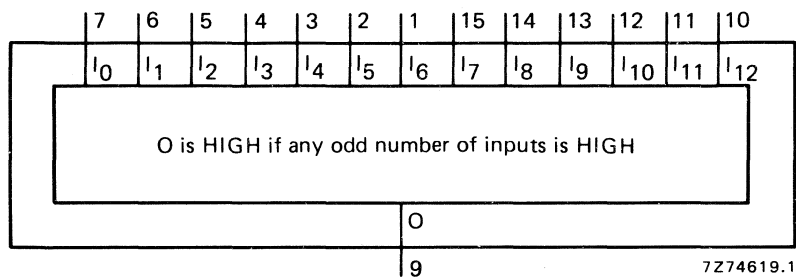 7 6 5 4 3 2 1 15 14 13 12 11 10
I0 I1 I2 I3 I4 I5 I6 I7 I8 I9 I10 I11 I12
O is HIGH if any odd number of inputs is HIGH
O
9
7Z74619.1